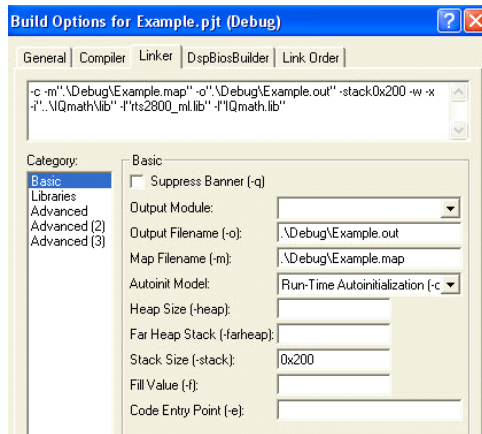 Build Options for Example.pjt (Debug)
General Compiler Linker DspBiosBuilder Link Order
-c -m".\Debug\Example.map" -o".\Debug\Example.out" -stack0x200 -w -x
-i"..\IQmath\lib" -l"rts2800_ml.lib" -l"IQmath.lib"
Category:
Basic
Libraries
Advanced
Advanced (2)
Advanced (3)
Basic
Suppress Banner (-q)
Output Module:
Output Filename (-o): .\Debug\Example.out
Map Filename (-m): .\Debug\Example.map
Autoinit Model: Run-Time Autoinitialization (-c
Heap Size (-heap):
Far Heap Stack (-farheap):
Stack Size (-stack): 0x200
Fill Value (-f):
Code Entry Point (-e):